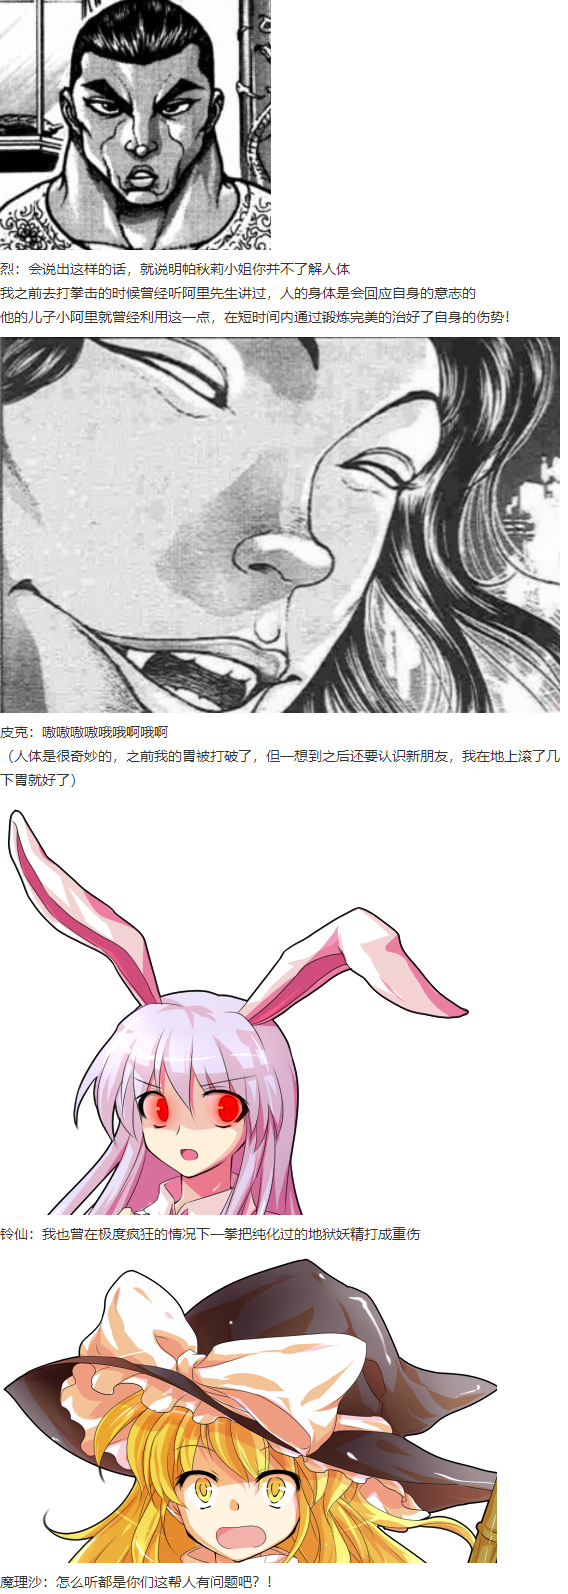 烈：会说出这样的话，就说明帕秋莉小姐你并不了解人体
我之前去打拳击的时候曾经听阿里先生讲过，人的身体是会回应自身的意志的
他的儿子小阿里就曾经利用这一点，在短时间内通过锻炼完美的治好了自身的伤势！
皮克：嗷嗷嗷嗷哦哦啊哦啊
（人体是很奇妙的，之前我的胃被打破了，但一想到之后还要认识新朋友，我在地上滚了几
下胃就好了）
铃仙：我也曾在极度疯狂的情况下一拳把纯化过的地狱妖精打成重伤
魔理沙：怎么听都是你们这帮人有问题吧？！